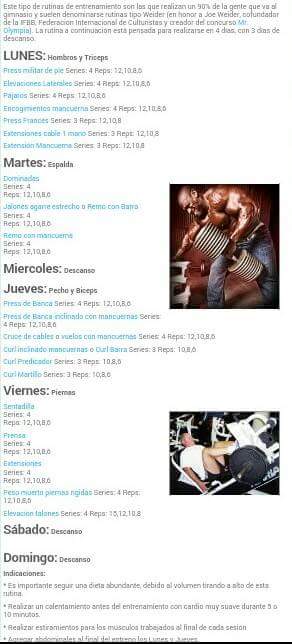 Este tipo de rutinas de entrenamiento son las que realizan un 90% de la gente que va al
gimnasio y suelen denominarse rutinas tipo Weider (en honor a Joe Weider, cofundador
de la IFBB, Federacion Internacional de Culturistas y creador del concurso Mr.
Olympia). La rutina a continuación está pensada para realizarse en 4 días, con 3 días de
descanso.
LUNES: Hombros y Triceps
Press militar de pie Series: 4 Reps: 12,10,8,6
Elevaciones Laterales Series: 4 Reps: 12,10,8,6
Pájaros Series: 4 Reps: 12,10,8,6
Encogimientos mancuerna Series: 4 Reps: 12,10,8,6
Press Francés Series: 3 Reps: 12,10,8
Extensiones cable 1 mano Series: 3 Reps: 12,10,8
Extensión Mancuerna Series: 3 Reps: 12,10,8
Martes: Espalda
Dominadas
Series: 4
Reps: 12,10,8,6
Jalones agarre estrecho o Remo con Barra
Series: 4
Reps: 12,10,8,6
Remo con mancuerna
Series: 4
Reps: 12,10,8,6
Miercoles: Descanso
Jueves: Pecho y Biceps
Press de Banca Series: 4 Reps: 12,10,8,6
Press de Banca inclinado con mancuernas Series:
4 Reps: 12,10,8,6
Cruce de cables o vuelos con mancuernas Series: 4 Reps: 12,10,8,6
Curl inclinado mancuernas o Curl Barra Series: 3 Reps: 10,8,6
Curl Predicador Series: 3 Reps: 10,8,6
Curl Martillo Series: 3 Reps: 10,8,6
Viernes: Piernas
Sentadilla
Series: 4
Reps: 12,10,8,6
Prensa
Series: 4
Reps: 12,10,8,6
Extensiones
Series: 4
Reps: 12,10,8,6
Peso muerto piernas rigidas Series: 4 Reps:
12,10,8,6
Elevacion talones Series: 4 Reps: 15,12,10,8
Sábado: Descanso
Domingo: Descanso
Indicaciones:
* Es importante seguir una dieta abundante, debido al volumen tirando a alto de esta
rutina.
* Realizar un calentamiento antes del entrenamiento con cardio muy suave durante 5 o
10 minutos.
* Realizar estiramientos para los músculos trabajados al final de cada sesión
* Agregar abdominales al final del entreno los Lunes y Jueves.